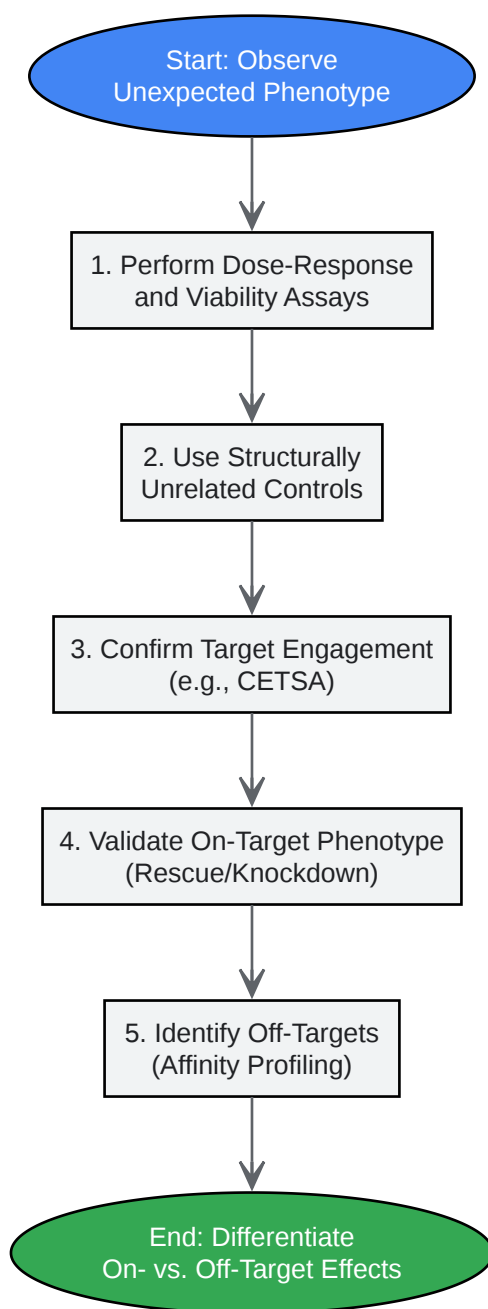 Start: Observe
Unexpected Phenotype
1. Perform Dose-Response
and Viability Assays
2. Use Structurally
Unrelated Controls
3. Confirm Target Engagement
(e.g., CETSA)
4. Validate On-Target Phenotype
(Rescue/Knockdown)
5. Identify Off-Targets
(Affinity Profiling)
End: Differentiate
On- vs. Off-Target Effects